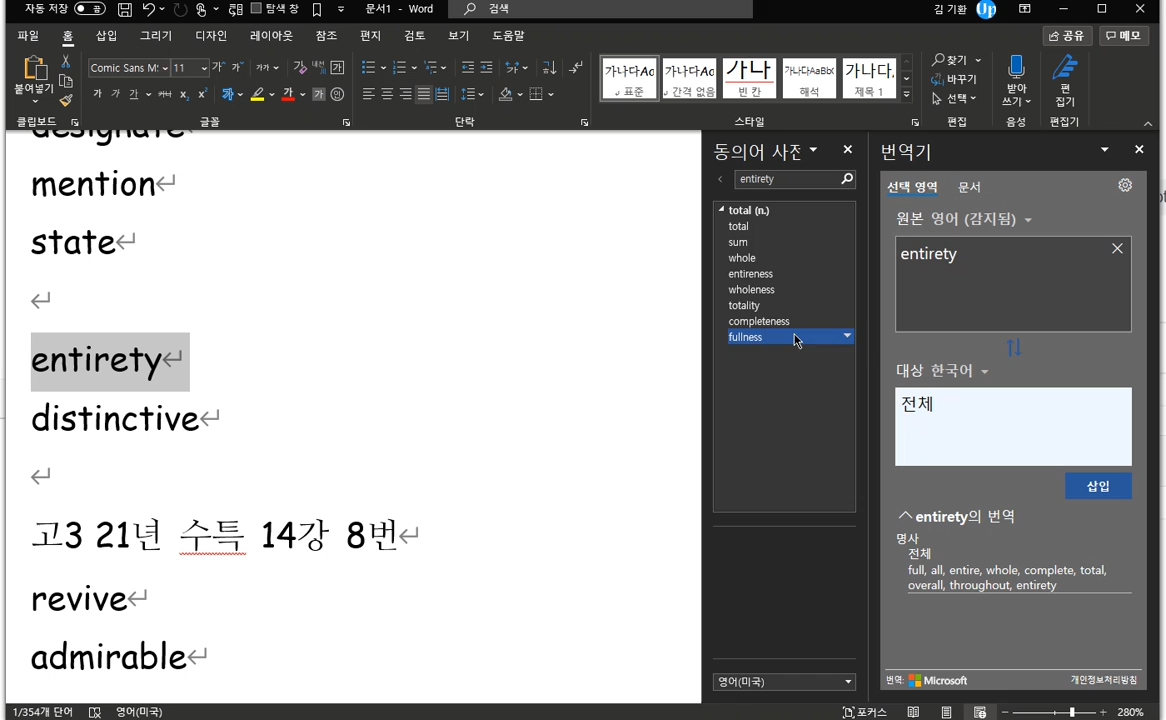 자동 저장 끔 탐색 창 문서1 - Word 검색 김 기환
파일 홈 삽입 그리기 디자인 레이아웃 참조 편지 검토 보기 도움말 공유 메모
붙여넣기 Comic Sans M 11 가나다Aa 가나다Aa 가나 가나다AaBb 가나다, 찾기 바꾸기 선택 받아쓰기 편집기
표준 간격 없음 빈 칸 해석 제목 1
클립보드 글꼴 단락 스타일 편집 음성 편집기
designate
mention
state
entirety
distinctive
고3 21년 수특 14강 8번
revive
admirable
동의어 사전
entirety
total (n.)
total
sum
whole
entireness
wholeness
totality
completeness
fullness
영어(미국)
번역기
선택 영역 문서
원본 영어 (감지됨)
entirety
대상 한국어
전체
삽입
entirety의 번역
명사
전체
full, all, entire, whole, complete, total,
overall, throughout, entirety
번역: Microsoft 개인정보처리방침
1/354개 단어 영어(미국) 포커스 280%